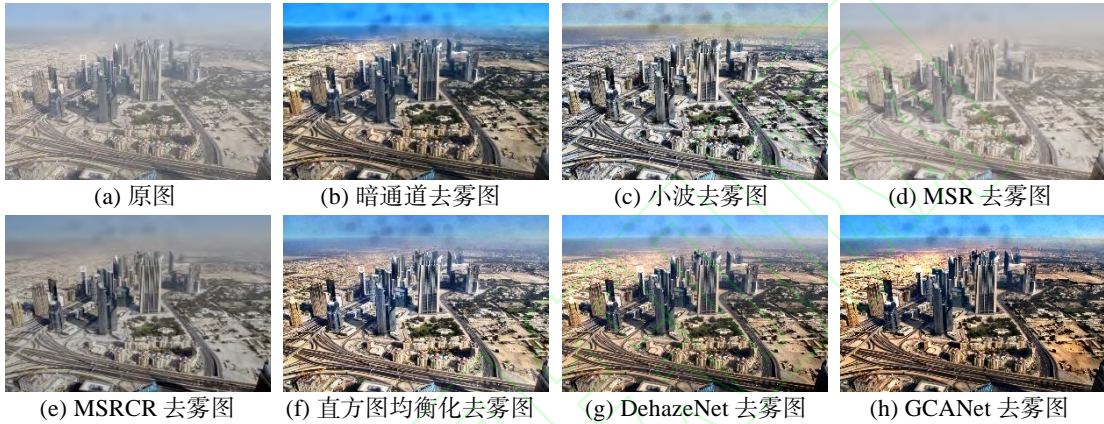 (a) 原图
(b) 暗通道去雾图
(c) 小波去雾图
(d) MSR 去雾图
(e) MSRCR 去雾图
(f) 直方图均衡化去雾图
(g) DehazeNet 去雾图
(h) GCANet 去雾图